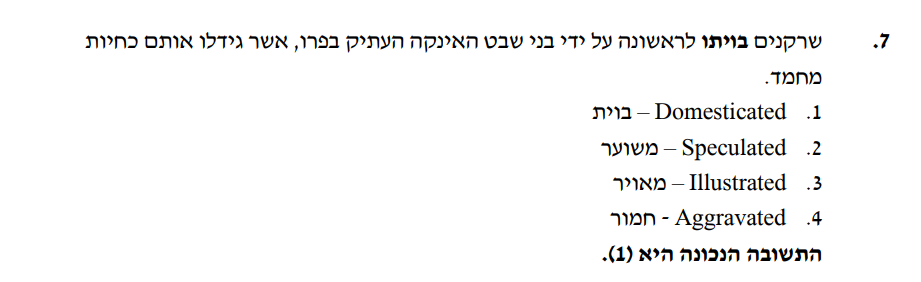 7. שרקנים בויתו לראשונה על ידי בני שבט האינקה העתיק בפרו, אשר גידלו אותם כחיות
מחמד.
1. Domesticated – בוית
2. Speculated – משוער
3. Illustrated – מאויר
4. Aggravated - חמור
התשובה הנכונה היא (1).